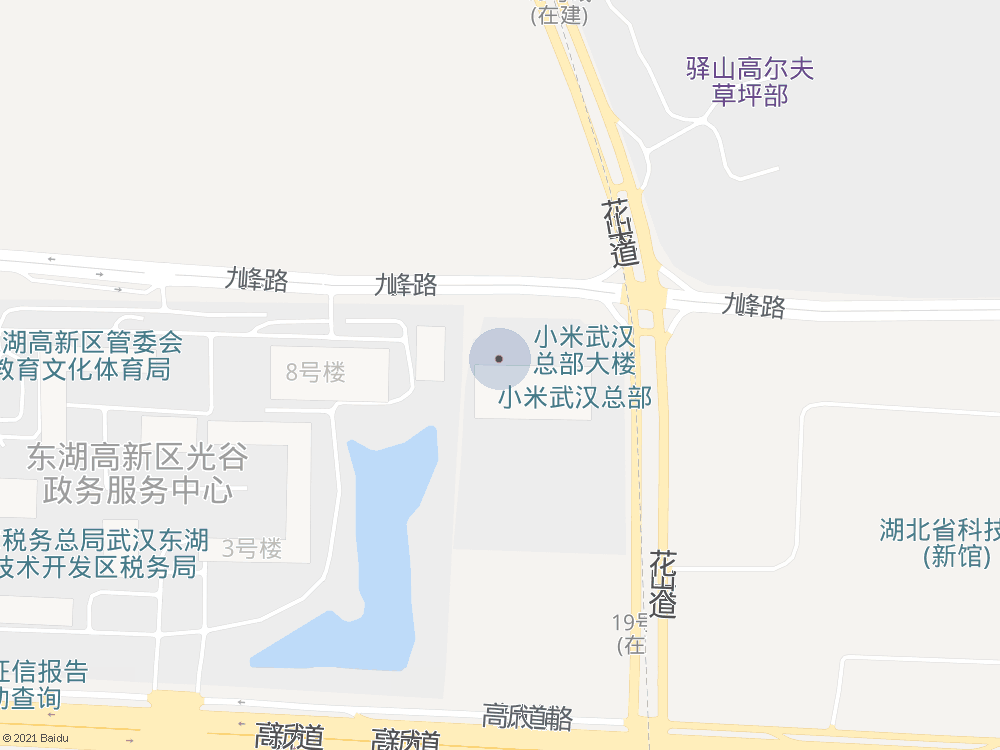 (在建)
驿山高尔夫
草坪部
花山大道
九峰路
九峰路
九峰路
湖高新区管委会
教育文化体育局
小米武汉
总部大楼
小米武汉总部
8号楼
东湖高新区光谷
政务服务中心
税务总局武汉东湖
技术开发区税务局
3号楼
湖北省科技
(新馆)
花山大道
19号
(在
征信报告
助查询
高新大道辅路
高新大道
高新大道
© 2021 Baidu